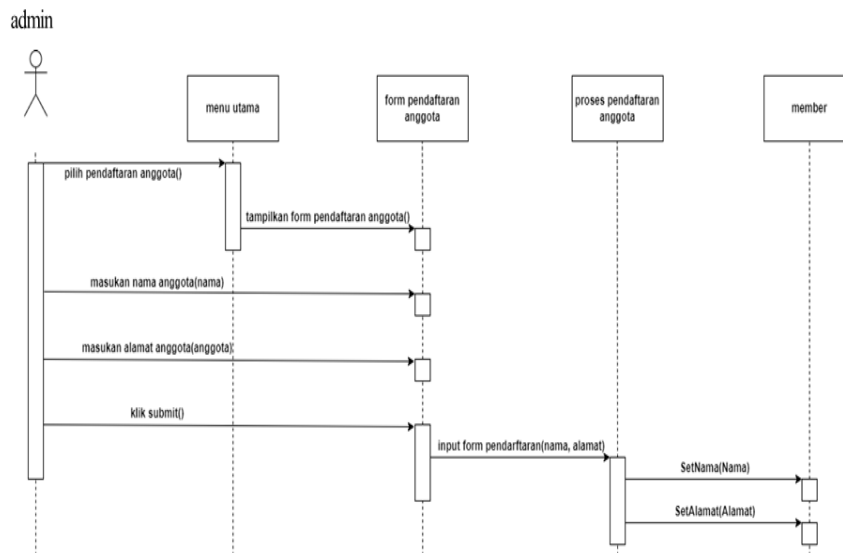 admin
menu utama
form pendaftaran
anggota
proses pendaftaran
anggota
member
pilih pendaftaran anggota()
tampilkan form pendaftaran anggota()
masukan nama anggota(nama)
masukan alamat anggota(anggota)
klik submit()
input form pendarftaran(nama, alamat)
SetNama(Nama)
SetAlamat(Alamat)